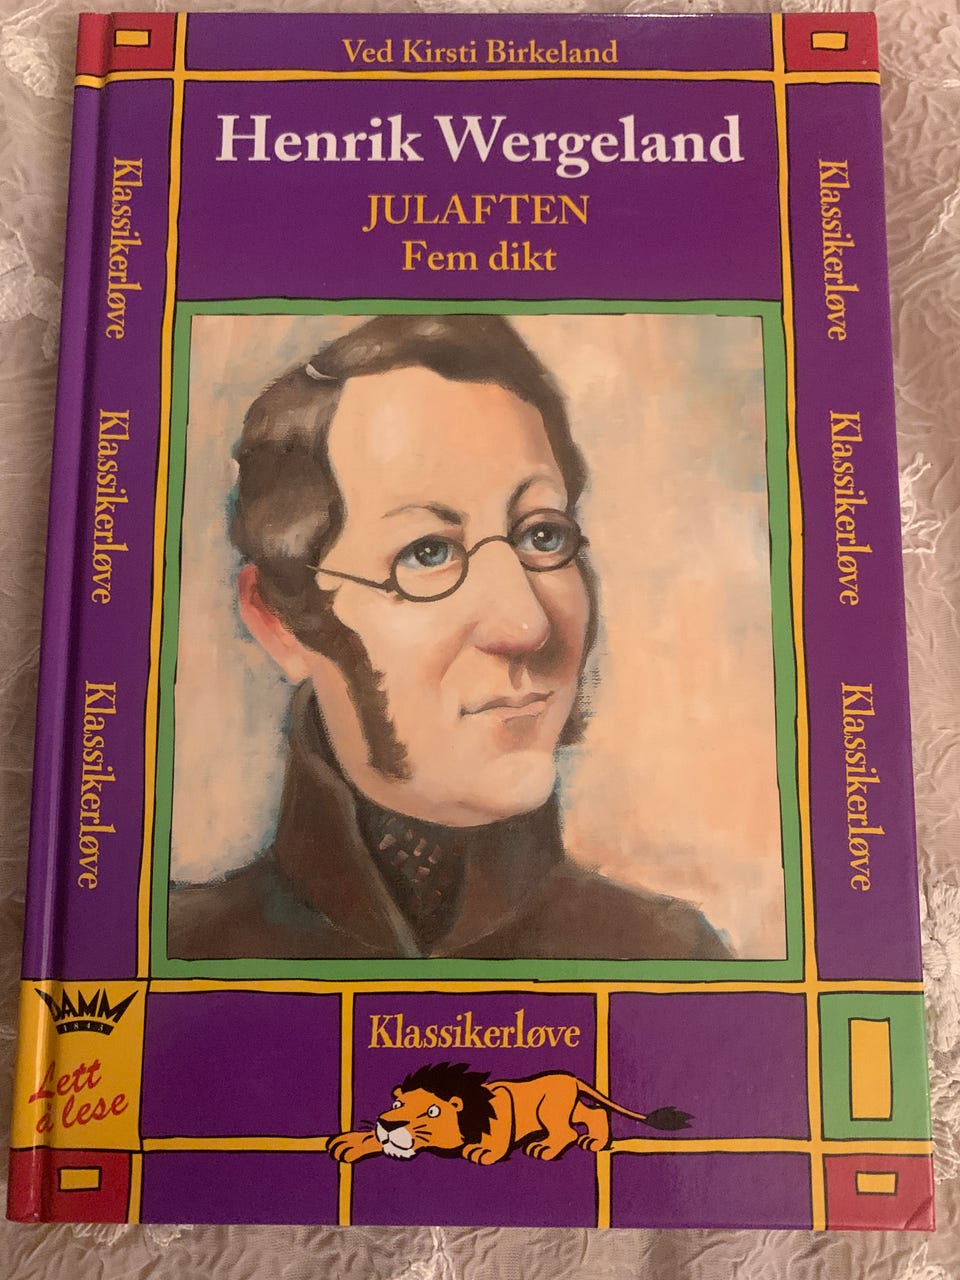 Ved Kirsti Birkeland
Henrik Wergeland
JULAFTEN
Fem dikt
Klassikerløve
Klassikerløve
Klassikerløve
Klassikerløve
Klassikerløve
Klassikerløve
DAMM
1843
Lett
å lese
Klassikerløve